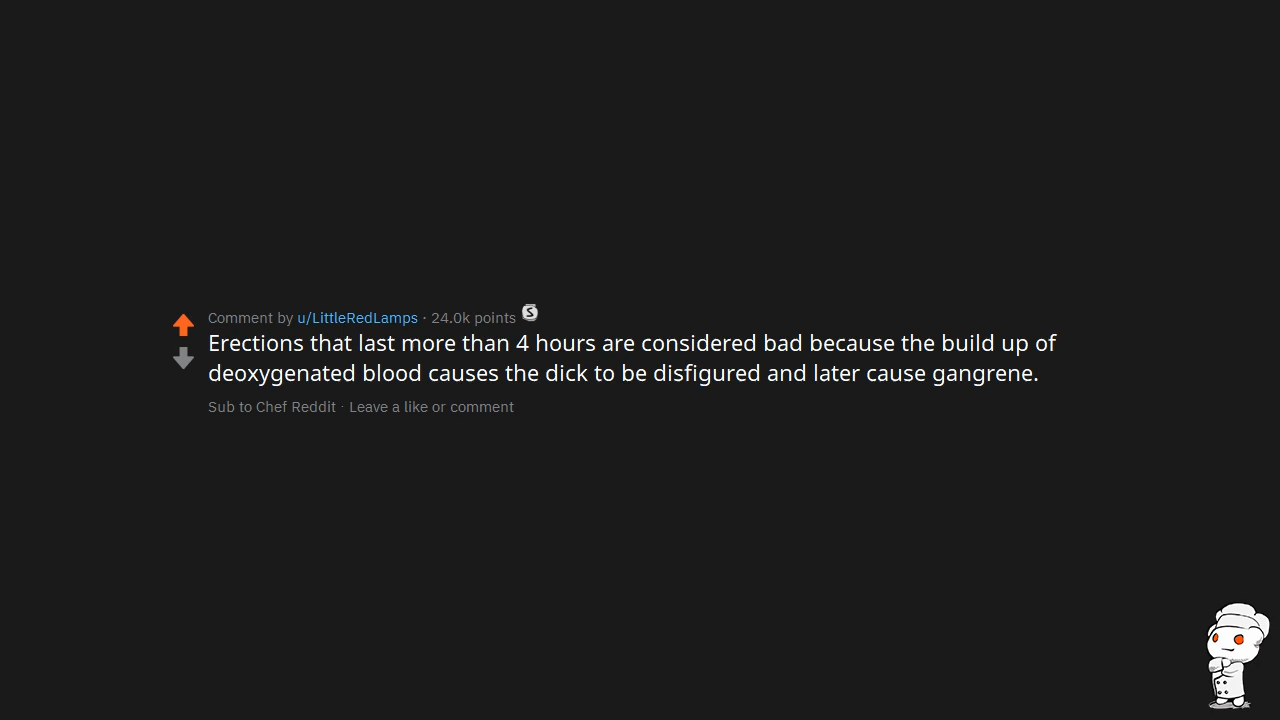 Comment by u/LittleRedLamps · 24.0k points S
Erections that last more than 4 hours are considered bad because the build up of
deoxygenated blood causes the dick to be disfigured and later cause gangrene.
Sub to Chef Reddit · Leave a like or comment